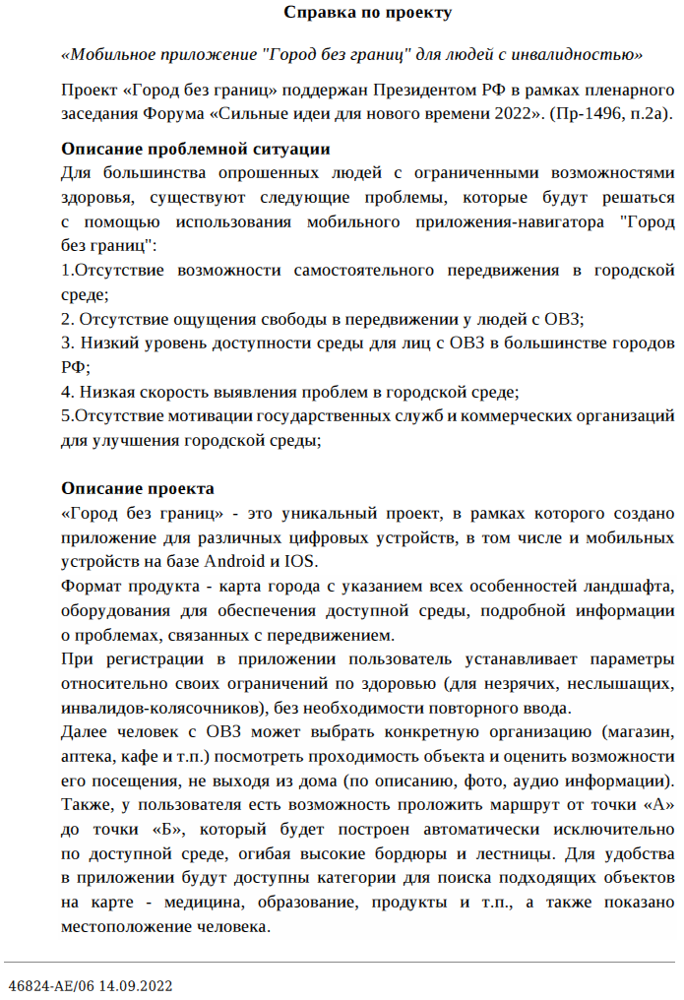 Справка по проекту
«Мобильное приложение "Город без границ" для людей с инвалидностью»
Проект «Город без границ» поддержан Президентом РФ в рамках пленарного
заседания Форума «Сильные идеи для нового времени 2022». (Пр-1496, п.2а).
Описание проблемной ситуации
Для большинства опрошенных людей с ограниченными возможностями
здоровья, существуют следующие проблемы, которые будут решаться
с помощью использования мобильного приложения-навигатора "Город
без границ":
1.Отсутствие возможности самостоятельного передвижения в городской
среде;
2. Отсутствие ощущения свободы в передвижении у людей с ОВЗ;
3. Низкий уровень доступности среды для лиц с ОВЗ в большинстве городов
РФ;
4. Низкая скорость выявления проблем в городской среде;
5.Отсутствие мотивации государственных служб и коммерческих организаций
для улучшения городской среды;
Описание проекта
«Город без границ» - это уникальный проект, в рамках которого создано
приложение для различных цифровых устройств, в том числе и мобильных
устройств на базе Android и IOS.
Формат продукта - карта города с указанием всех особенностей ландшафта,
оборудования для обеспечения доступной среды, подробной информации
о проблемах, связанных с передвижением.
При регистрации в приложении пользователь устанавливает параметры
относительно своих ограничений по здоровью (для незрячих, неслышащих,
инвалидов-колясочников), без необходимости повторного ввода.
Далее человек с ОВЗ может выбрать конкретную организацию (магазин,
аптека, кафе и т.п.) посмотреть проходимость объекта и оценить возможности
его посещения, не выходя из дома (по описанию, фото, аудио информации).
Также, у пользователя есть возможность проложить маршрут от точки «А»
до точки «Б», который будет построен автоматически исключительно
по доступной среде, огибая высокие бордюры и лестницы. Для удобства
в приложении будут доступны категории для поиска подходящих объектов
на карте - медицина, образование, продукты и т.п., а также показано
местоположение человека.
46824-АЕ/06 14.09.2022